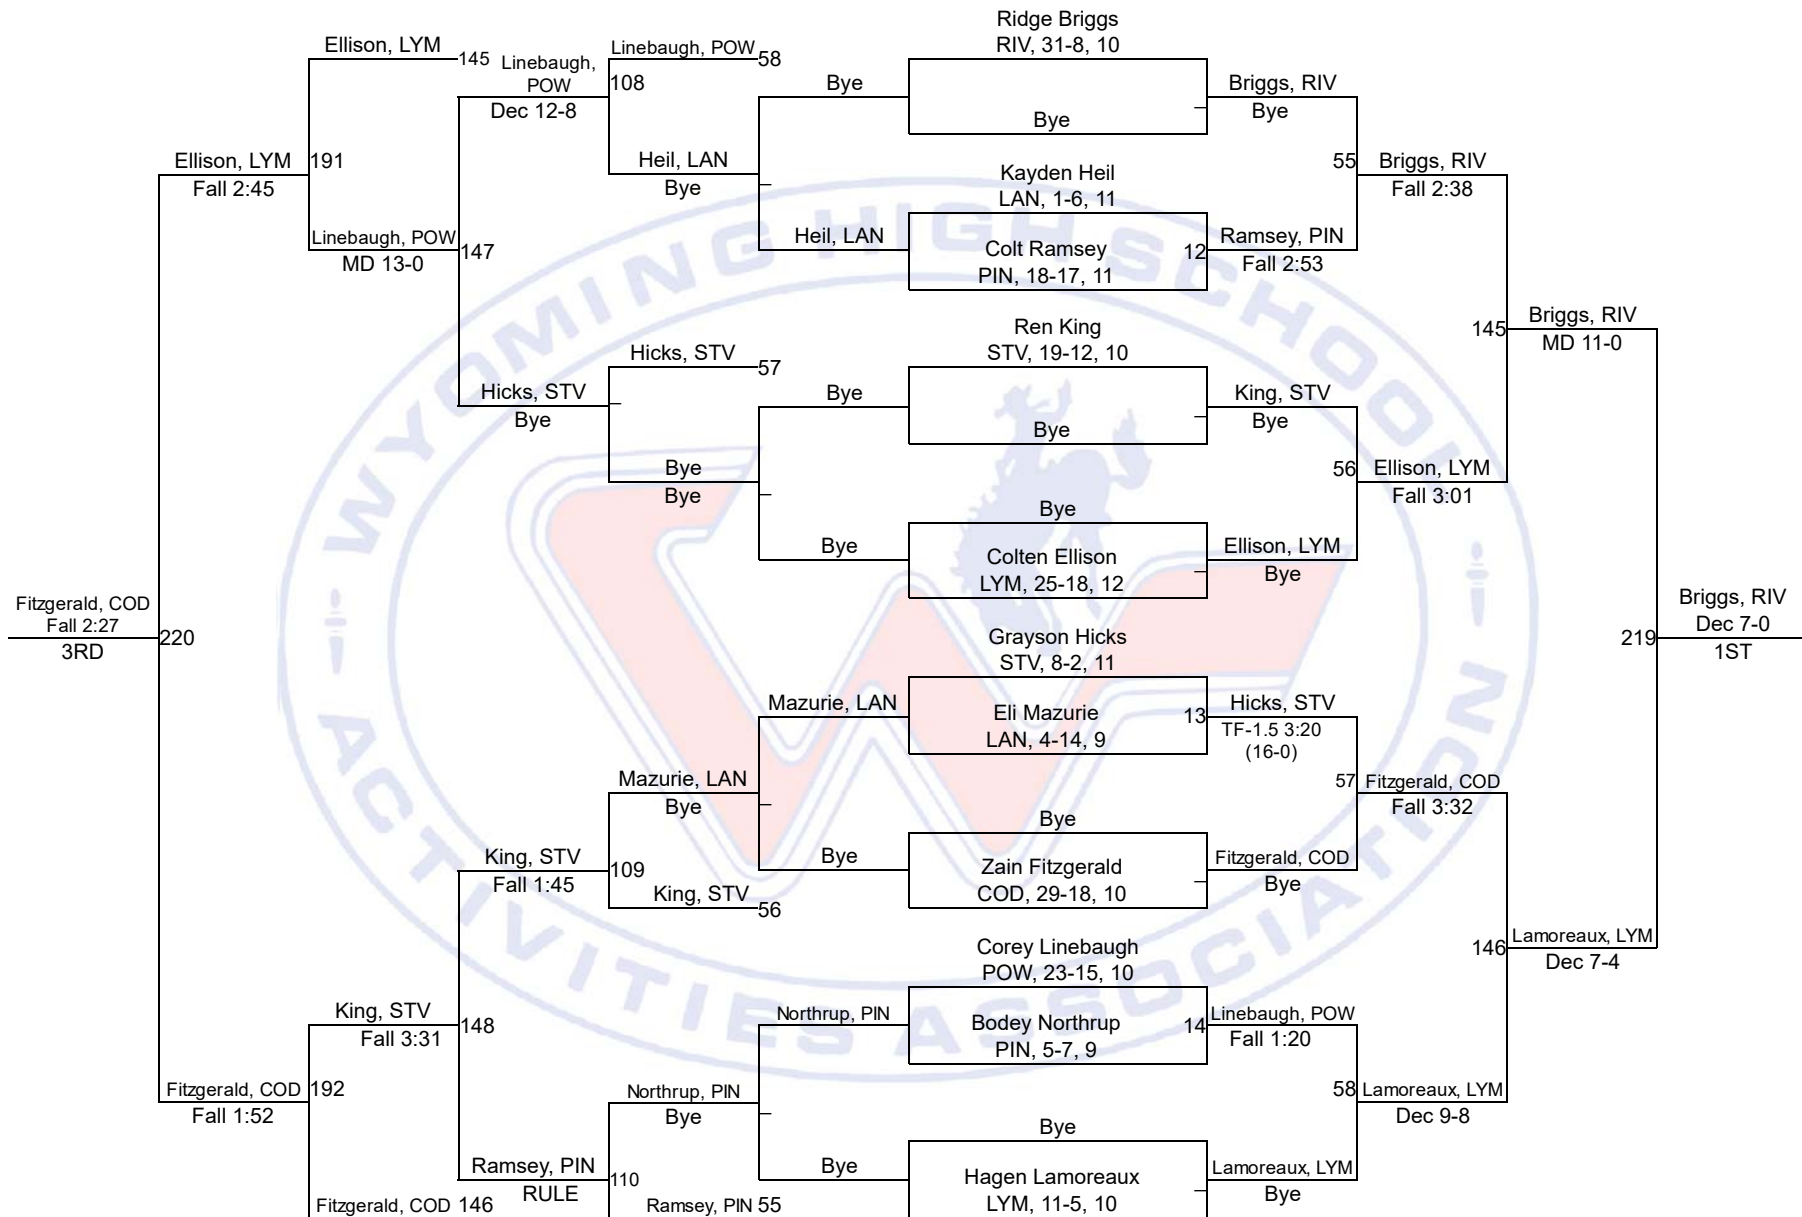 Ridge Briggs
RIV, 31-8, 10
Ellison, LYM
145
Linebaugh,
POW
Dec 12-8
Linebaugh, POW
58
108
Bye
Bye
Briggs, RIV
Bye
Ellison, LYM
Fall 2:45
191
Heil, LAN
Bye
Kayden Heil
LAN, 1-6, 11
55
Briggs, RIV
Fall 2:38
Linebaugh, POW
MD 13-0
147
Heil, LAN
Colt Ramsey
PIN, 18-17, 11
12
Ramsey, PIN
Fall 2:53
Ren King
STV, 19-12, 10
145
Briggs, RIV
MD 11-0
Hicks, STV
57
Hicks, STV
Bye
Bye
Bye
King, STV
Bye
Bye
Bye
56
Ellison, LYM
Fall 3:01
Bye
Bye
Colten Ellison
LYM, 25-18, 12
Ellison, LYM
Bye
Fitzgerald, COD
Fall 2:27
3RD
220
Grayson Hicks
STV, 8-2, 11
219
Briggs, RIV
Dec 7-0
1ST
Mazurie, LAN
Eli Mazurie
LAN, 4-14, 9
13
Hicks, STV
TF-1.5 3:20
(16-0)
Mazurie, LAN
Bye
57
Fitzgerald, COD
Fall 3:32
Bye
King, STV
Fall 1:45
109
Bye
Zain Fitzgerald
COD, 29-18, 10
Fitzgerald, COD
Bye
King, STV
56
Corey Linebaugh
POW, 23-15, 10
146
Lamoreaux, LYM
Dec 7-4
King, STV
Fall 3:31
148
Northrup, PIN
Bodey Northrup
PIN, 5-7, 9
14
Linebaugh, POW
Fall 1:20
Fitzgerald, COD
Fall 1:52
192
Northrup, PIN
Bye
58
Lamoreaux, LYM
Dec 9-8
Bye
Ramsey, PIN
RULE
110
Bye
Hagen Lamoreaux
LYM, 11-5, 10
Lamoreaux, LYM
Bye
Fitzgerald, COD
146
Ramsey, PIN
55
WYOMING HIGH SCHOOL
ACTIVITIES ASSOCIATION
W